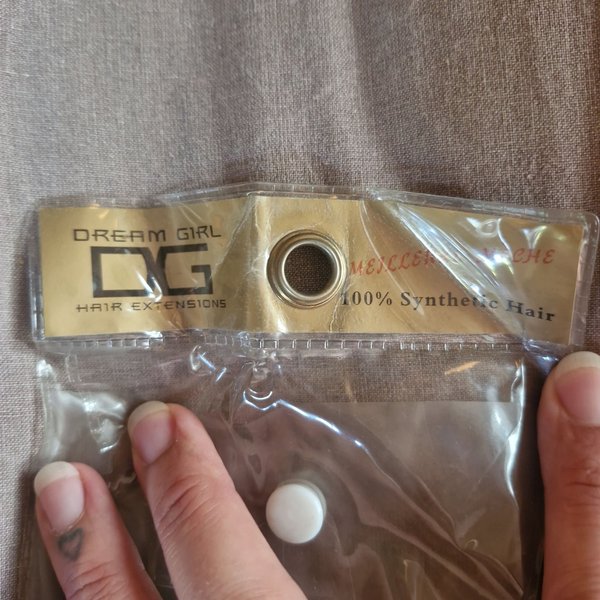 DREAM GIRL
DG
HAIR EXTENSIONS
100% Synthetic Hair